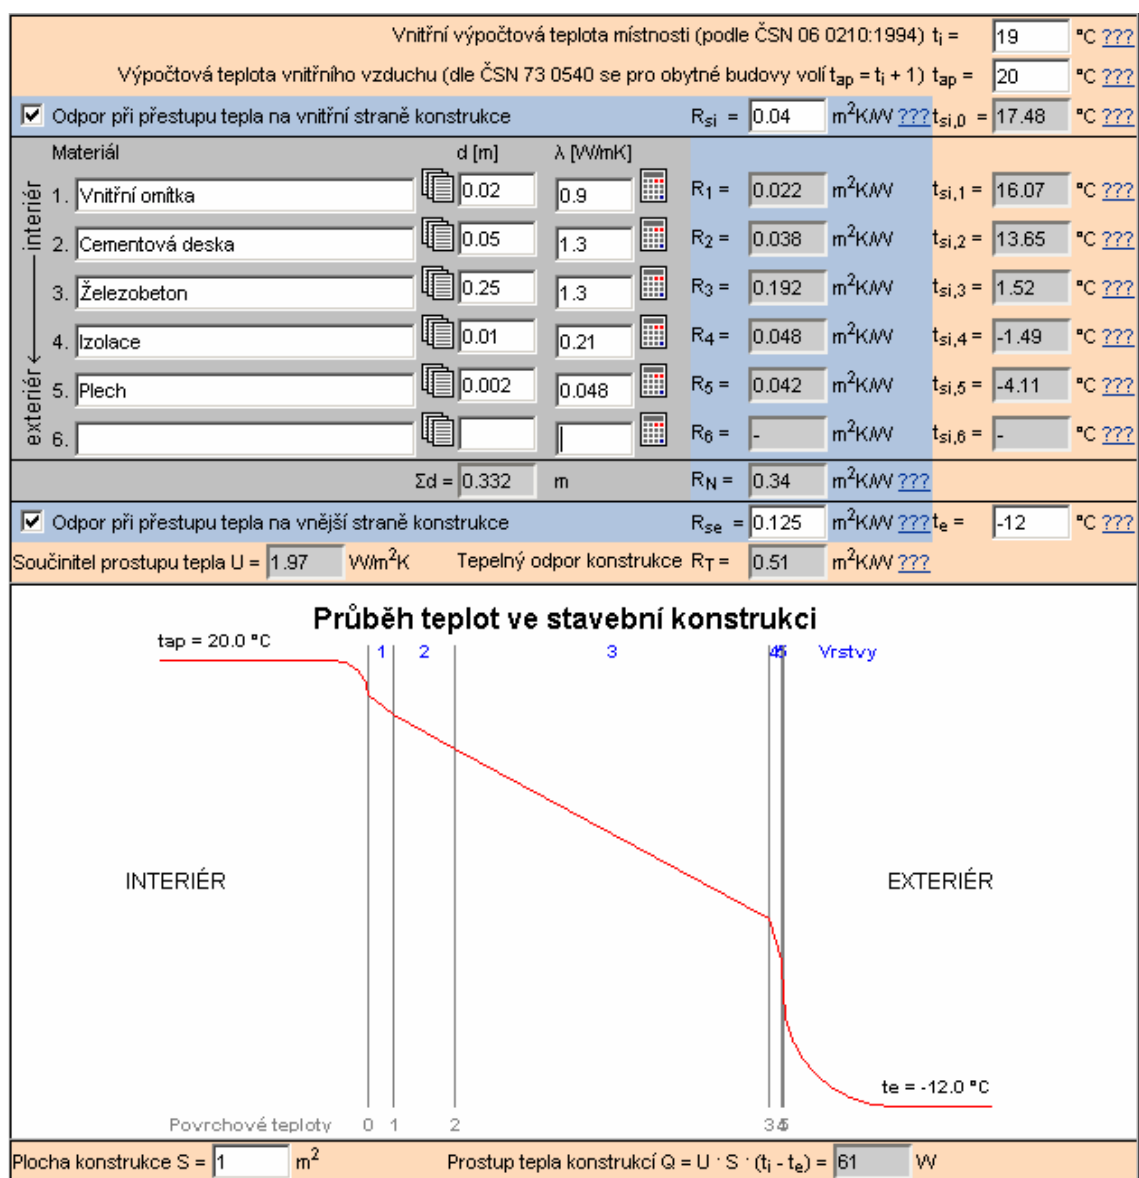 Vnitřní výpočtová teplota místnosti (podle ČSN 06 0210:1994) ti = 19 °C ???
Výpočtová teplota vnitřního vzduchu (dle ČSN 73 0540 se pro obytné budovy volí tap = ti + 1) tap = 20 °C ???
Odpor při přestupu tepla na vnitřní straně konstrukce Rsi = 0.04 m²K/W ??? tsi,0 = 17.48 °C ???
Materiál d [m] λ [W/mK]
interiér
exteriér
1. Vnitřní omítka 0.02 0.9 R1 = 0.022 m²K/W tsi,1 = 16.07 °C ???
2. Cementová deska 0.05 1.3 R2 = 0.038 m²K/W tsi,2 = 13.65 °C ???
3. Železobeton 0.25 1.3 R3 = 0.192 m²K/W tsi,3 = 1.52 °C ???
4. Izolace 0.01 0.21 R4 = 0.048 m²K/W tsi,4 = -1.49 °C ???
5. Plech 0.002 0.048 R5 = 0.042 m²K/W tsi,5 = -4.11 °C ???
6. R6 = - m²K/W tsi,6 = - °C ???
Σd = 0.332 m RN = 0.34 m²K/W ???
Odpor při přestupu tepla na vnější straně konstrukce Rse = 0.125 m²K/W ??? te = -12 °C ???
Součinitel prostupu tepla U = 1.97 W/m²K Tepelný odpor konstrukce RT = 0.51 m²K/W ???
Průběh teplot ve stavební konstrukci
tap = 20.0 °C
1 2 3 4 5 Vrstvy
INTERIÉR EXTERIÉR
te = -12.0 °C
Povrchové teploty 0 1 2 3 4 5
Plocha konstrukce S = 1 m² Prostup tepla konstrukcí Q = U · S · (ti - te) = 61 W